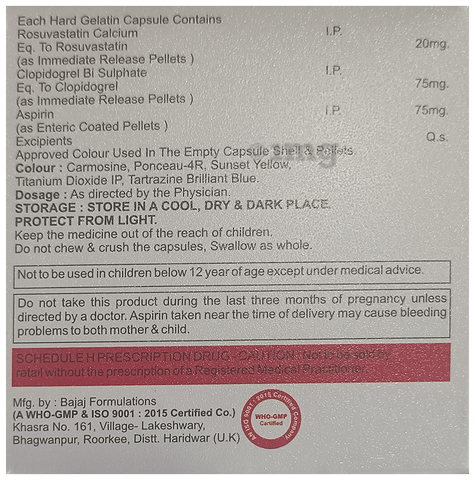 Each Hard Gelatin Capsule Contains
Rosuvastatin Calcium I.P.
Eq. To Rosuvastatin 20mg.
(as Immediate Release Pellets )
Clopidogrel Bi Sulphate I.P.
Eq. To Clopidogrel 75mg.
(as Immediate Release Pellets )
Aspirin I.P. 75mg.
(as Enteric Coated Pellets )
Excipients Q.s.
Approved Colour Used In The Empty Capsule Shell & Pellets.
Colour : Carmosine, Ponceau-4R, Sunset Yellow,
Titanium Dioxide IP, Tartrazine Brilliant Blue.
Dosage : As directed by the Physician.
STORAGE : STORE IN A COOL, DRY & DARK PLACE,
PROTECT FROM LIGHT.
Keep the medicine out of the reach of children.
Do not chew & crush the capsules, Swallow as whole.
Not to be used in children below 12 year of age except under medical advice.
Do not take this product during the last three months of pregnancy unless
directed by a doctor. Aspirin taken near the time of delivery may cause bleeding
problems to both mother & child.
SCHEDULE H PRESCRIPTION DRUG - CAUTION : Not to be sold by
retail without the prescription of a Registered Medical Practitioner.
Mfg. by : Bajaj Formulations
(A WHO-GMP & ISO 9001 : 2015 Certified Co.)
Khasra No. 161, Village- Lakeshwary,
Bhagwanpur, Roorkee, Distt. Haridwar (U.K)
AN ISO 9001 : 2015 Certified Company
WHO-GMP
Certified